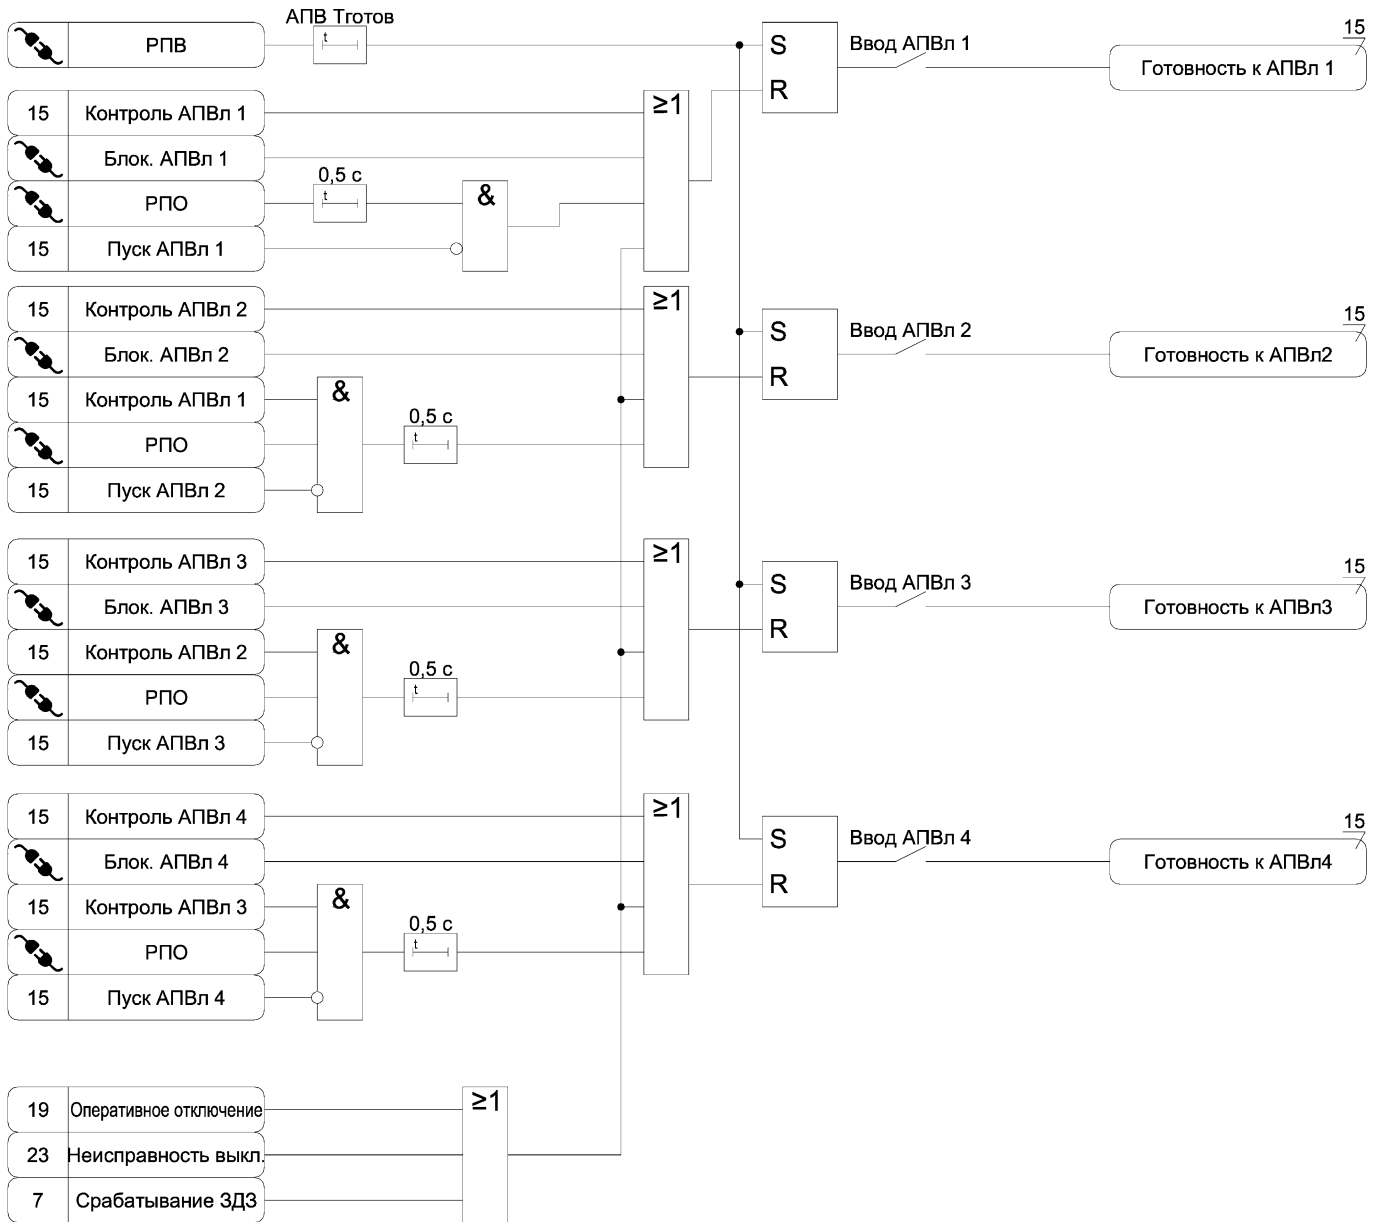 АПВ Тготов
РПВ
t
S
R
Ввод АПВл 1
15
Готовность к АПВл 1
15 Контроль АПВл 1
Блок. АПВл 1
РПО
0,5 с
t
15 Пуск АПВл 1
&
≥1
15 Контроль АПВл 2
Блок. АПВл 2
15 Контроль АПВл 1
РПО
15 Пуск АПВл 2
&
0,5 с
t
≥1
S
R
Ввод АПВл 2
15
Готовность к АПВл2
15 Контроль АПВл 3
Блок. АПВл 3
15 Контроль АПВл 2
РПО
15 Пуск АПВл 3
&
0,5 с
t
≥1
S
R
Ввод АПВл 3
15
Готовность к АПВл3
15 Контроль АПВл 4
Блок. АПВл 4
15 Контроль АПВл 3
РПО
15 Пуск АПВл 4
&
0,5 с
t
≥1
S
R
Ввод АПВл 4
15
Готовность к АПВл4
19 Оперативное отключение
23 Неисправность выкл.
7 Срабатывание ЗДЗ
≥1